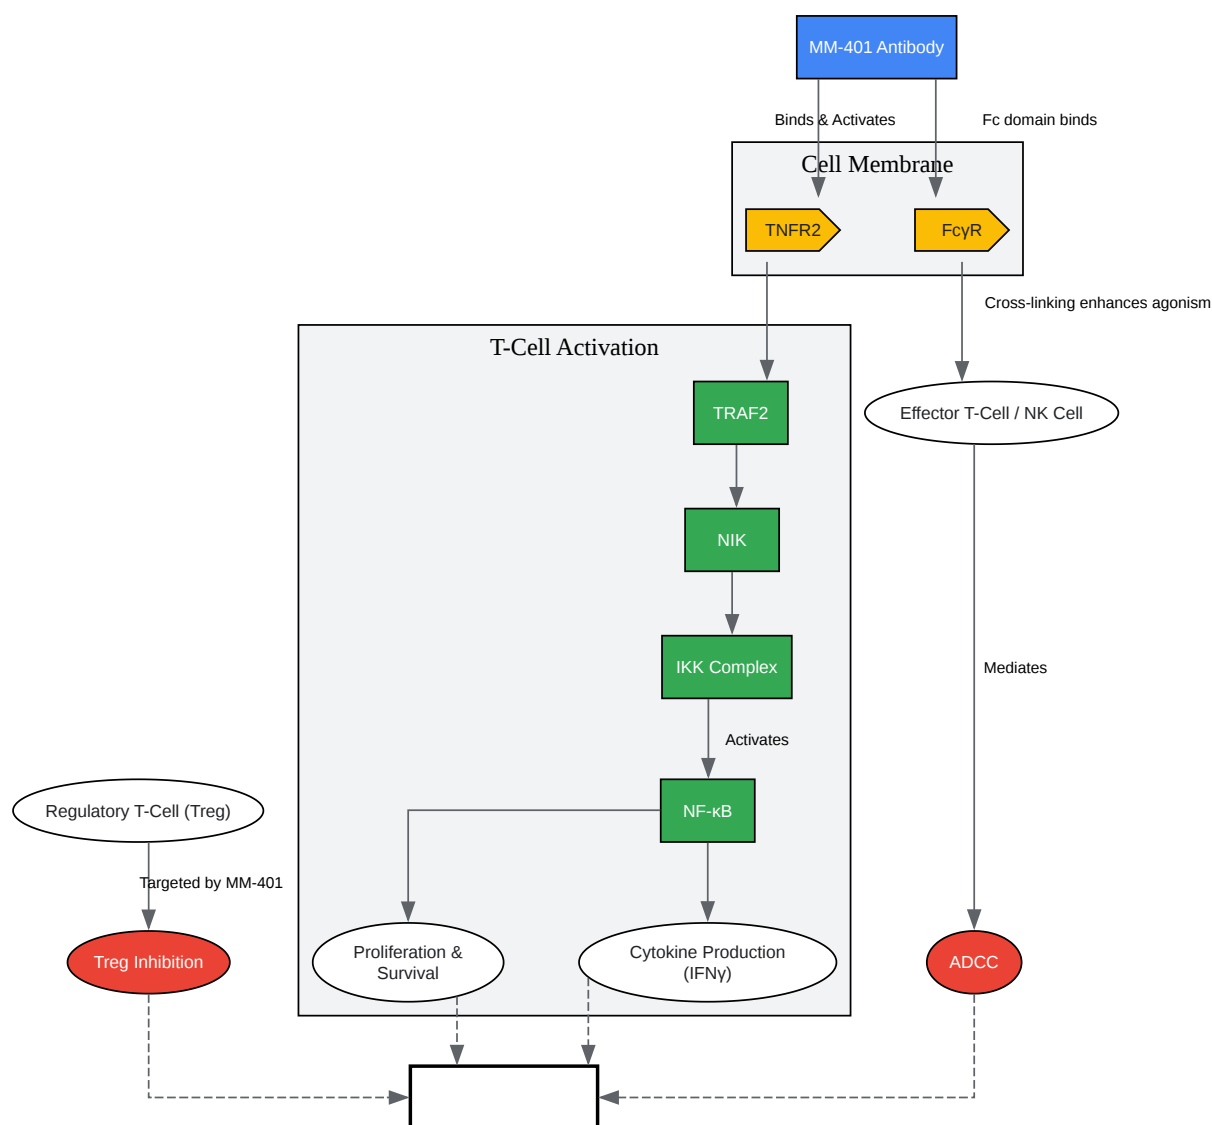 MM-401 Antibody
Binds & Activates
Fc domain binds
Cell Membrane
TNFR2
FcγR
Cross-linking enhances agonism
T-Cell Activation
TRAF2
Effector T-Cell / NK Cell
NIK
IKK Complex
Mediates
Activates
Regulatory T-Cell (Treg)
NF-κB
Targeted by MM-401
Treg Inhibition
Proliferation &
Survival
Cytokine Production
(IFNγ)
ADCC